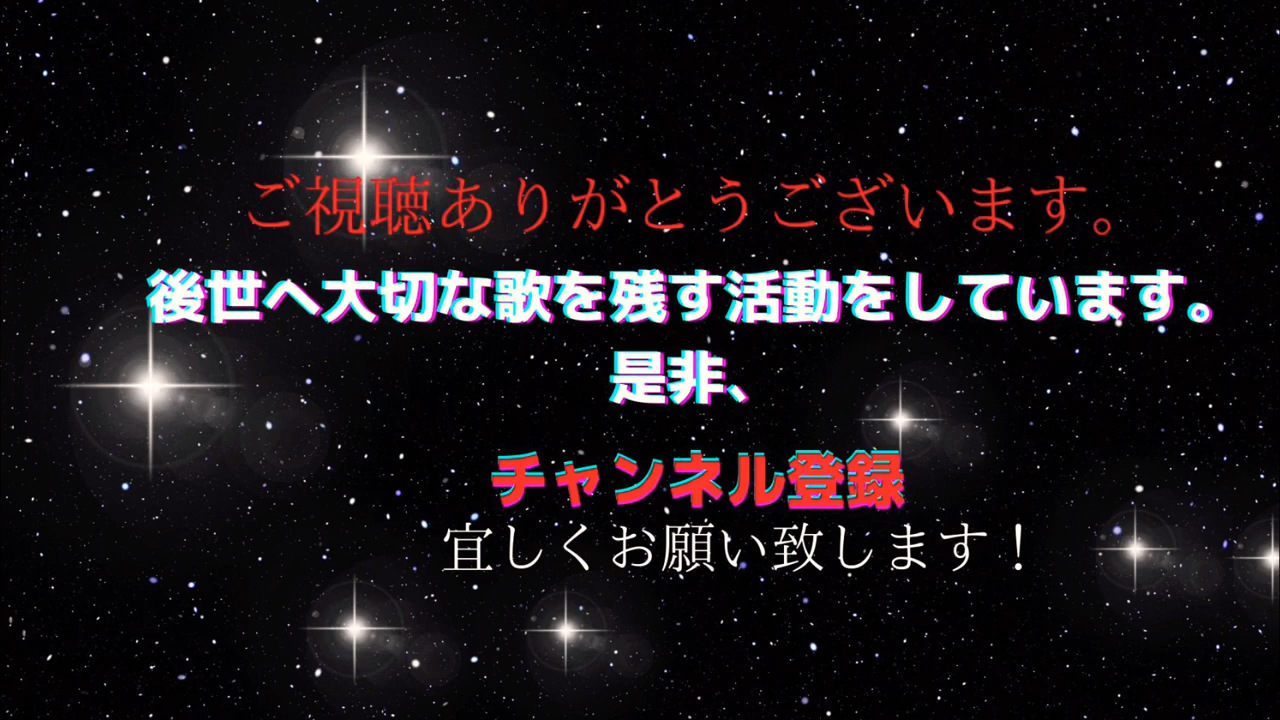 ご視聴ありがとうございます。
後世へ大切な歌を残す活動をしています。
是非、
チャンネル登録
宜しくお願い致します！